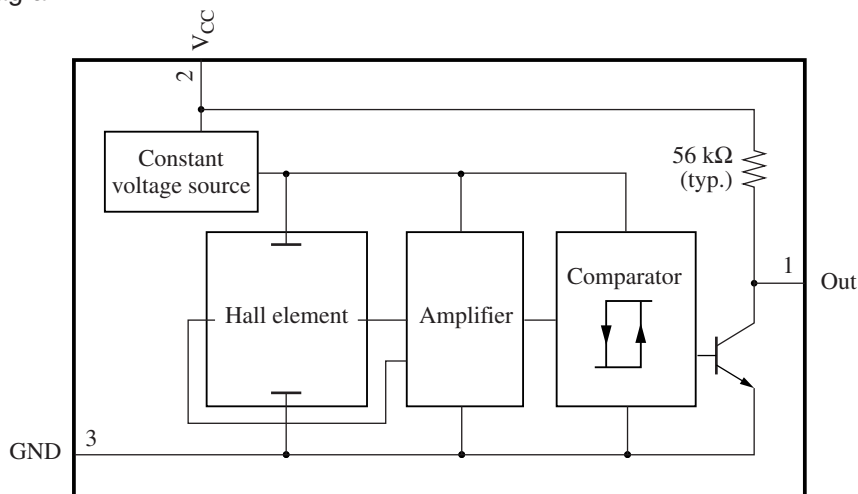 V_CC
2
Constant
voltage source
56 kΩ
(typ.)
Hall element
Amplifier
Comparator
1
Out
GND
3